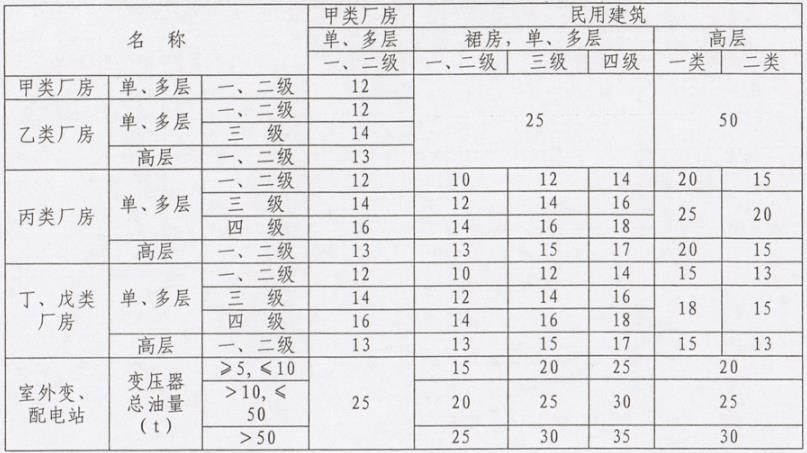 名 称 甲类厂房 民用建筑
单、多层 裙房，单、多层 高层
一、二级 一、二级 三级 四级 一类 二类
甲类厂房 单、多层 一、二级 12 25 50
乙类厂房 单、多层 一、二级 12
三 级 14
高层 一、二级 13
丙类厂房 单、多层 一、二级 12 10 12 14 20 15
三 级 14 12 14 16 25 20
四 级 16 14 16 18
高层 一、二级 13 13 15 17 20 15
丁、戊类厂房 单、多层 一、二级 12 10 12 14 15 13
三 级 14 12 14 16 18 15
四 级 16 14 16 18
高层 一、二级 13 13 15 17 15 13
室外变、配电站 变压器总油量(t) ≥5,≤10 25 15 20 25 20
>10,≤50 20 25 30 25
>50 25 30 35 30